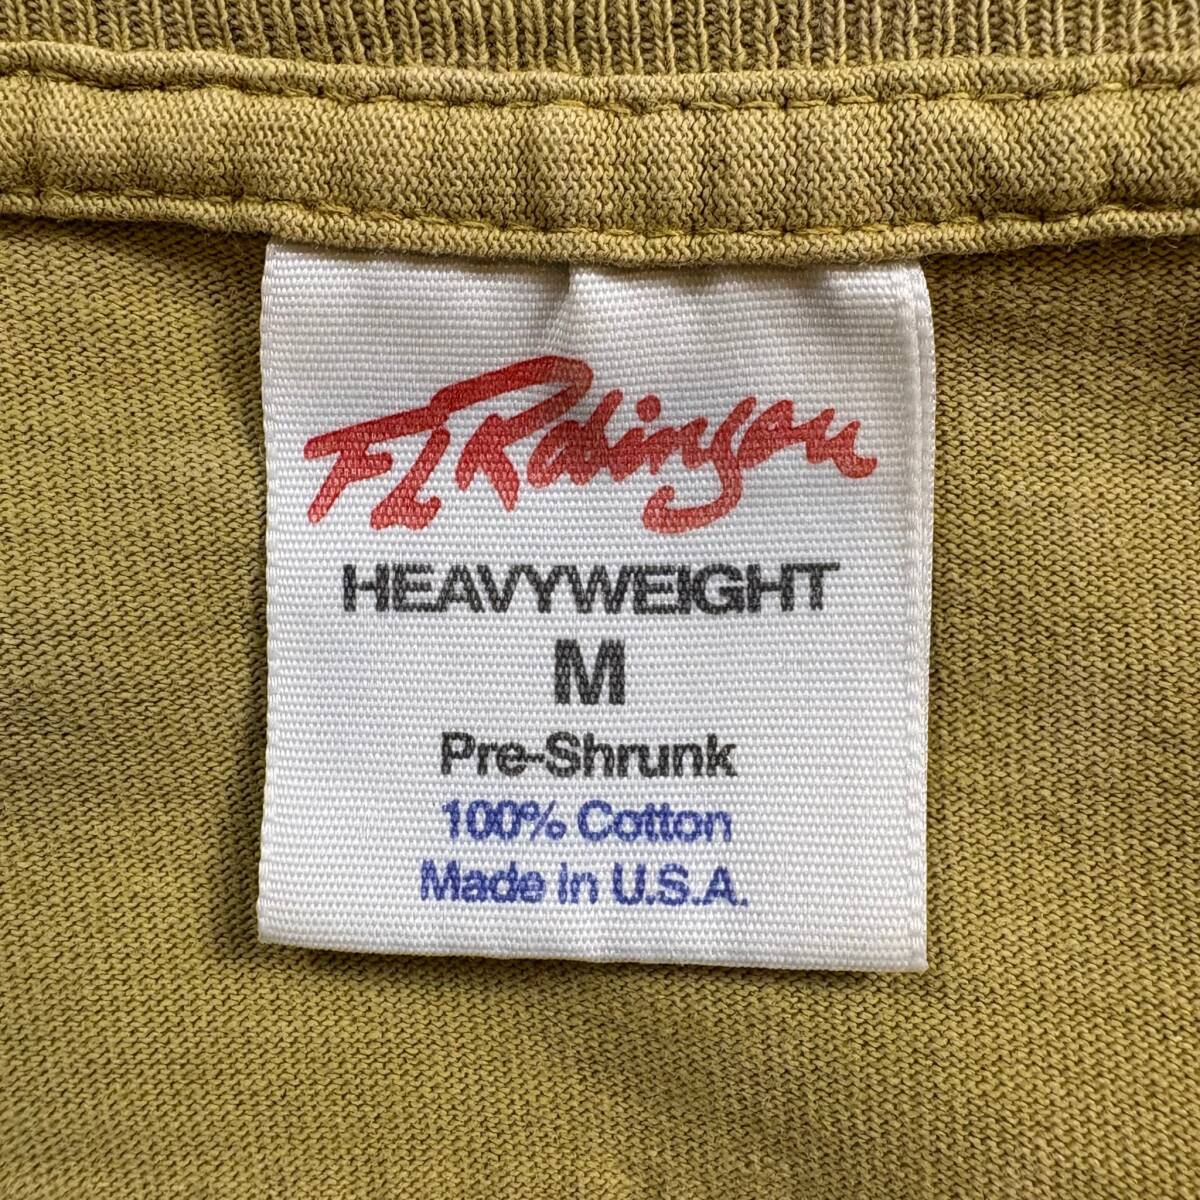 FL Robinson
HEAVYWEIGHT
M
Pre-Shrunk
100% Cotton
Made in U.S.A.